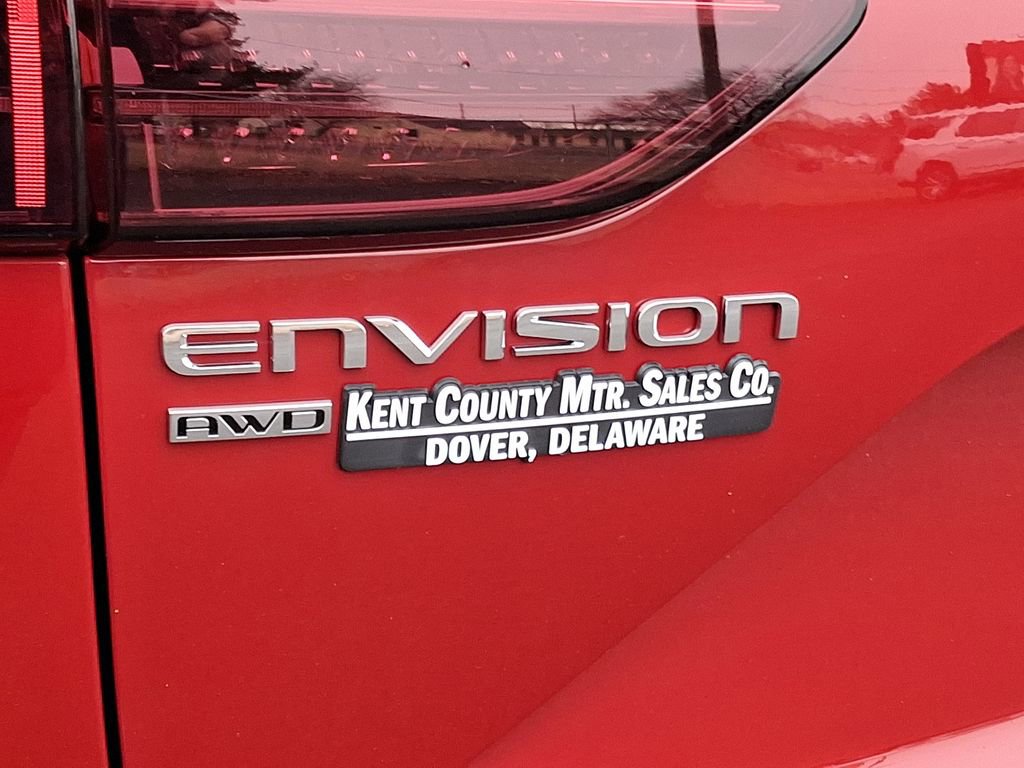 ENVISION
AWD
KENT COUNTY MTR. SALES CO.
DOVER, DELAWARE